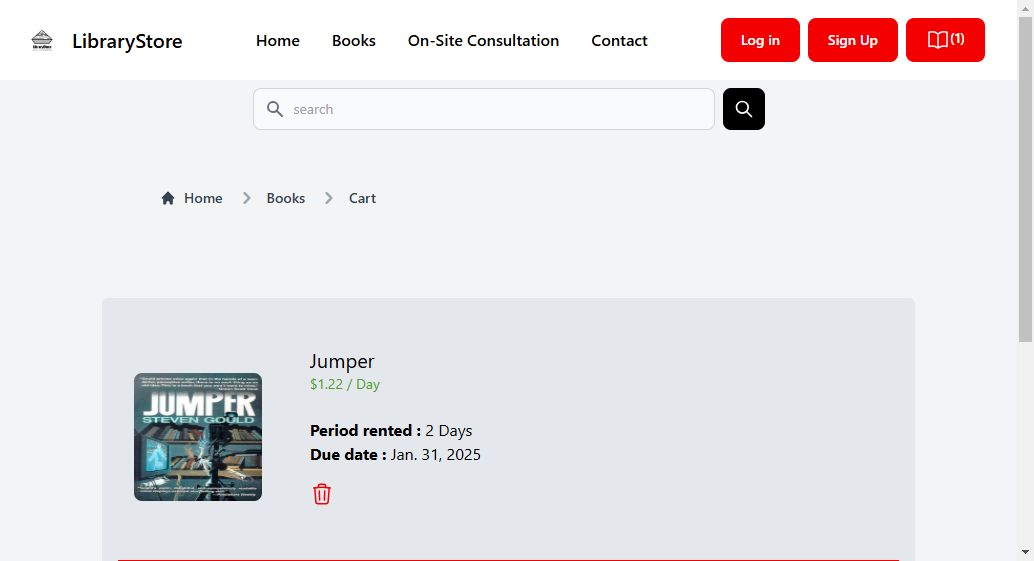 LibraryStore
Home
Books
On-Site Consultation
Contact
Log in
Sign Up
(1)
search
Home
Books
Cart
Jumper
$1.22 / Day
JUMPER
STEVEN GOULD
Period rented : 2 Days
Due date : Jan. 31, 2025